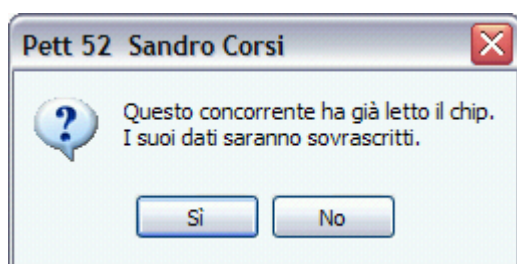 Pett 52 Sandro Corsi
Questo concorrente ha già letto il chip.
I suoi dati saranno sovrascritti.
Sì No